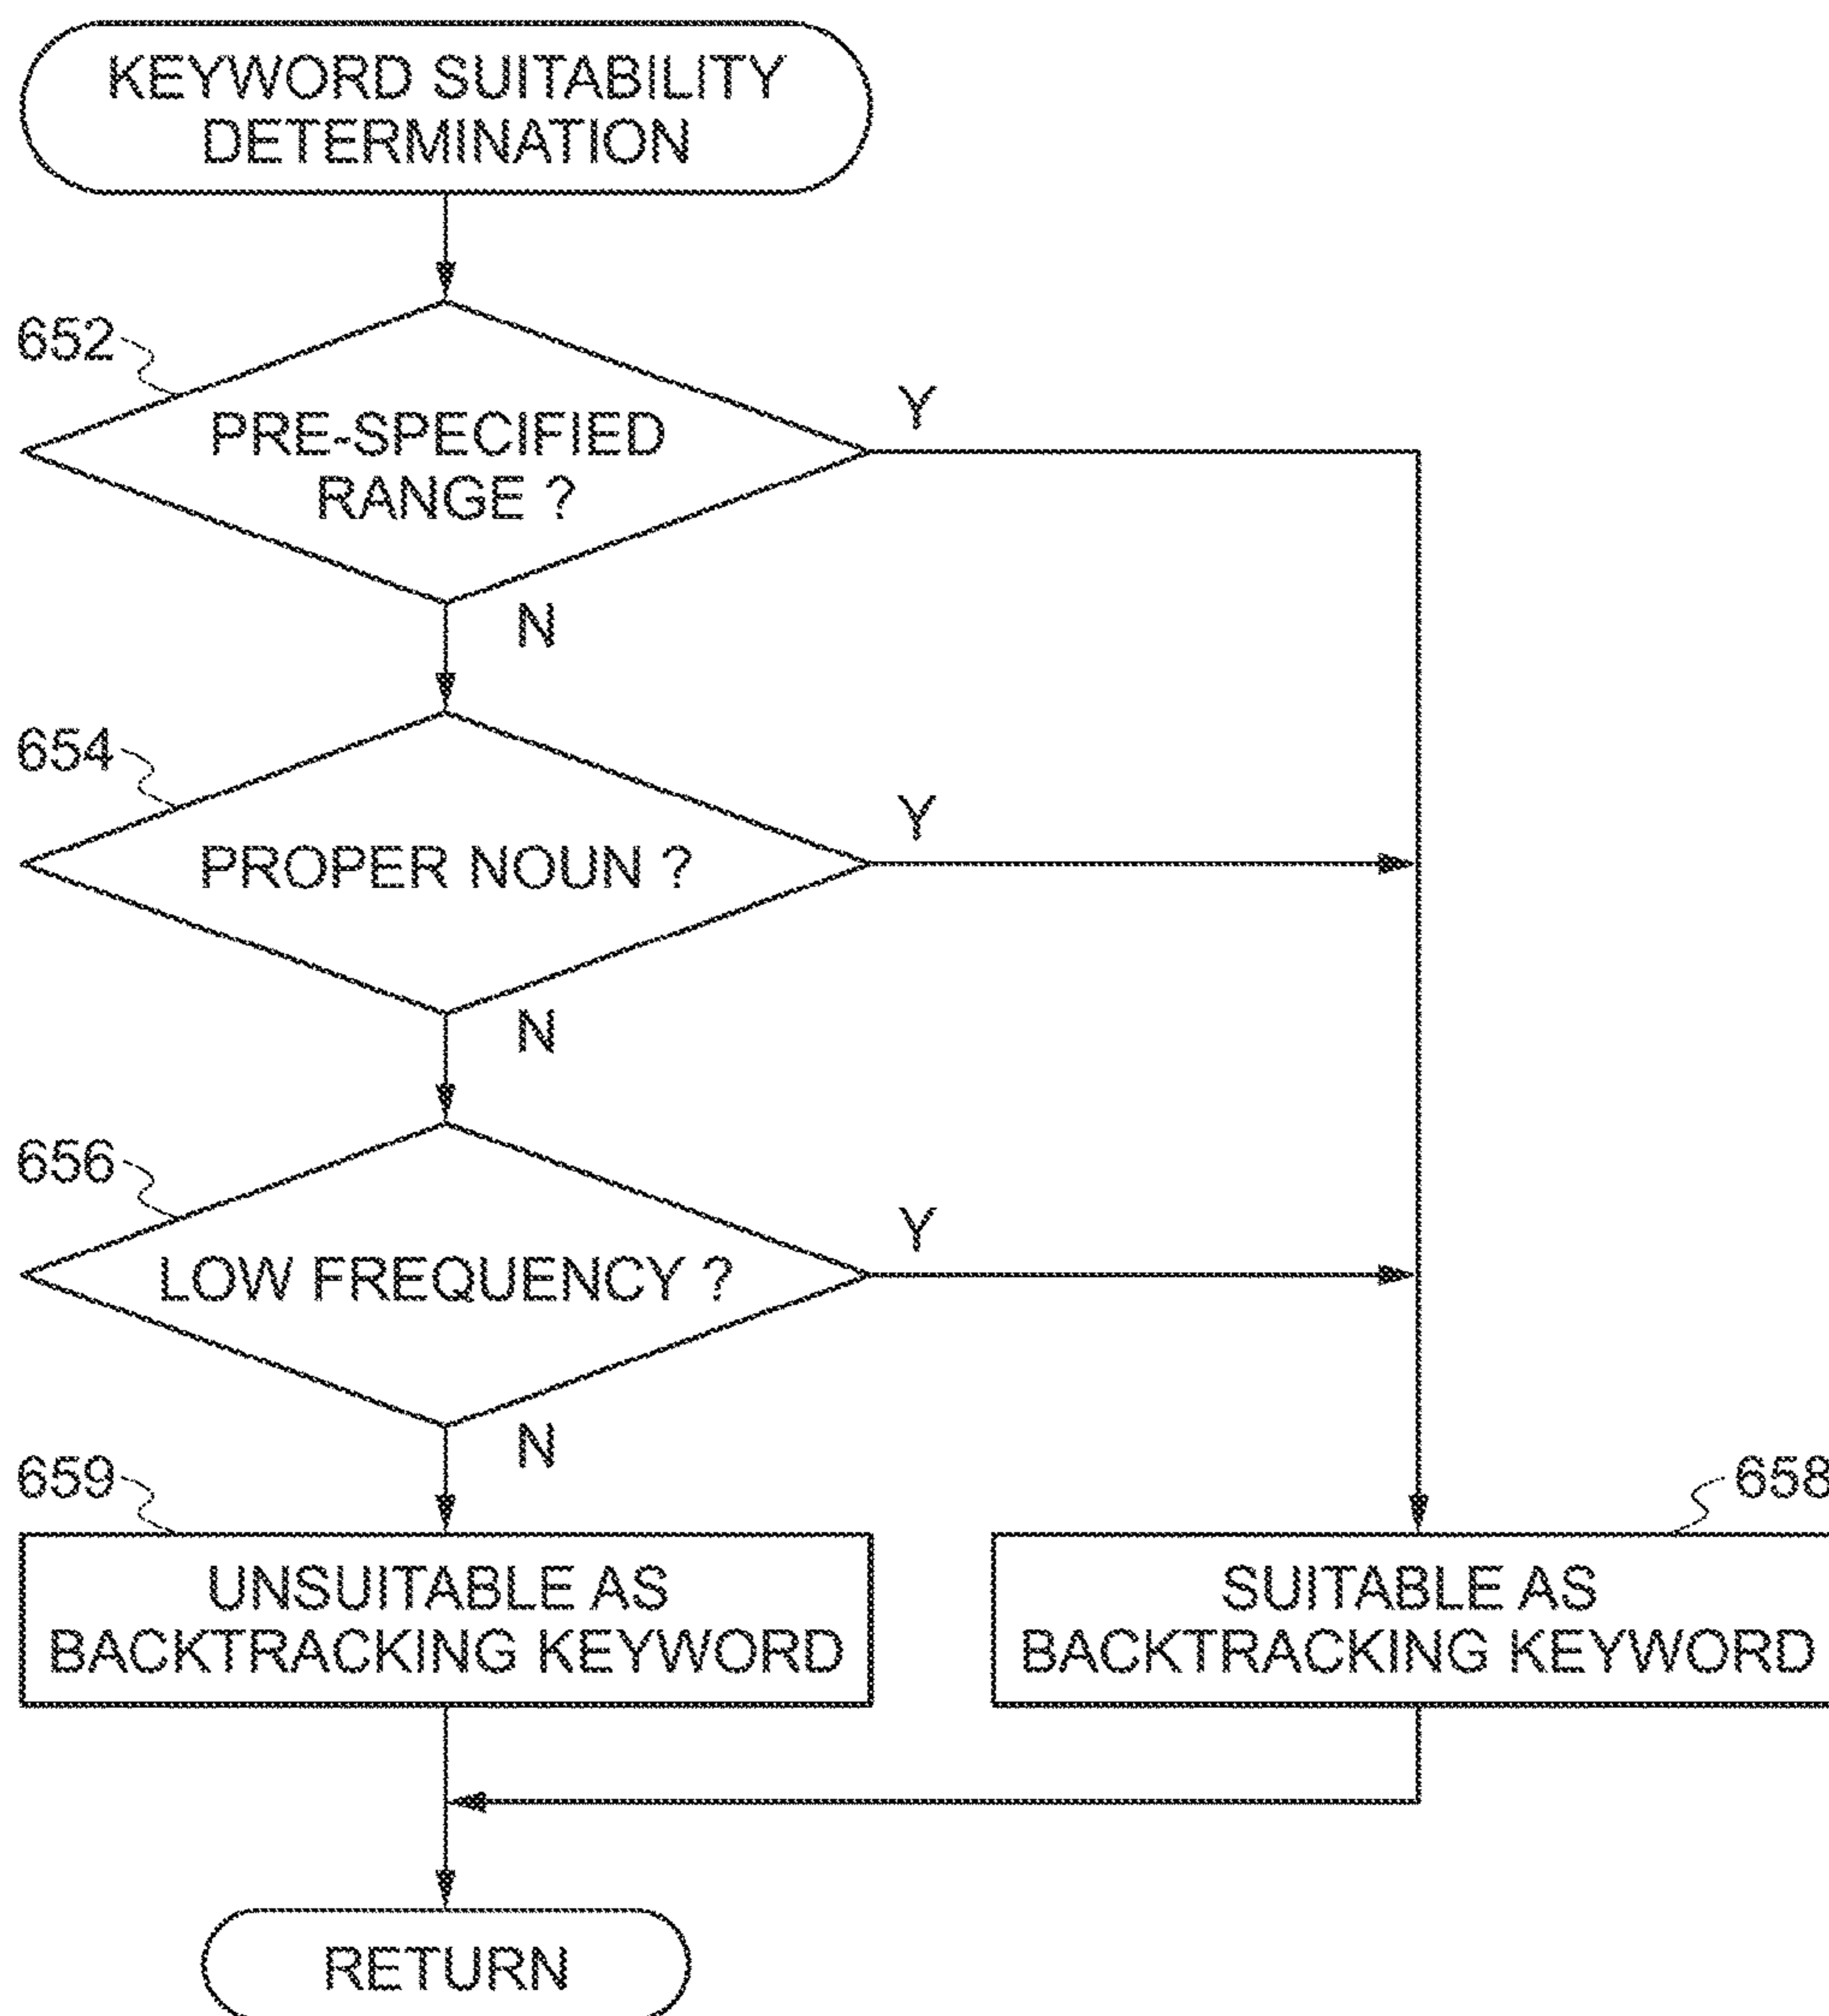 KEYWORD SUITABILITY
DETERMINATION
652
PRE-SPECIFIED
RANGE ?
Y
N
654
PROPER NOUN ?
Y
N
656
LOW FREQUENCY ?
Y
N
659
658
UNSUITABLE AS
BACKTRACKING KEYWORD
SUITABLE AS
BACKTRACKING KEYWORD
RETURN